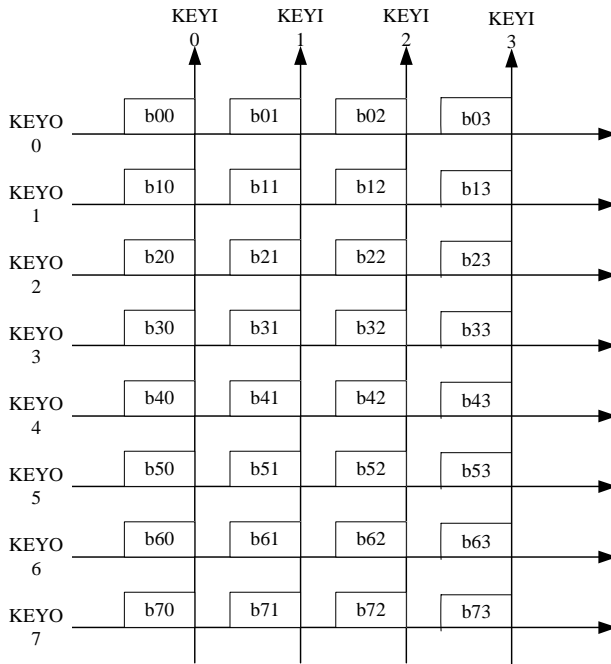 KEYI KEYI KEYI KEYI
0 1 2 3
KEYO b00 b01 b02 b03
0
KEYO b10 b11 b12 b13
1
KEYO b20 b21 b22 b23
2
KEYO b30 b31 b32 b33
3
KEYO b40 b41 b42 b43
4
KEYO b50 b51 b52 b53
5
KEYO b60 b61 b62 b63
6
KEYO b70 b71 b72 b73
7